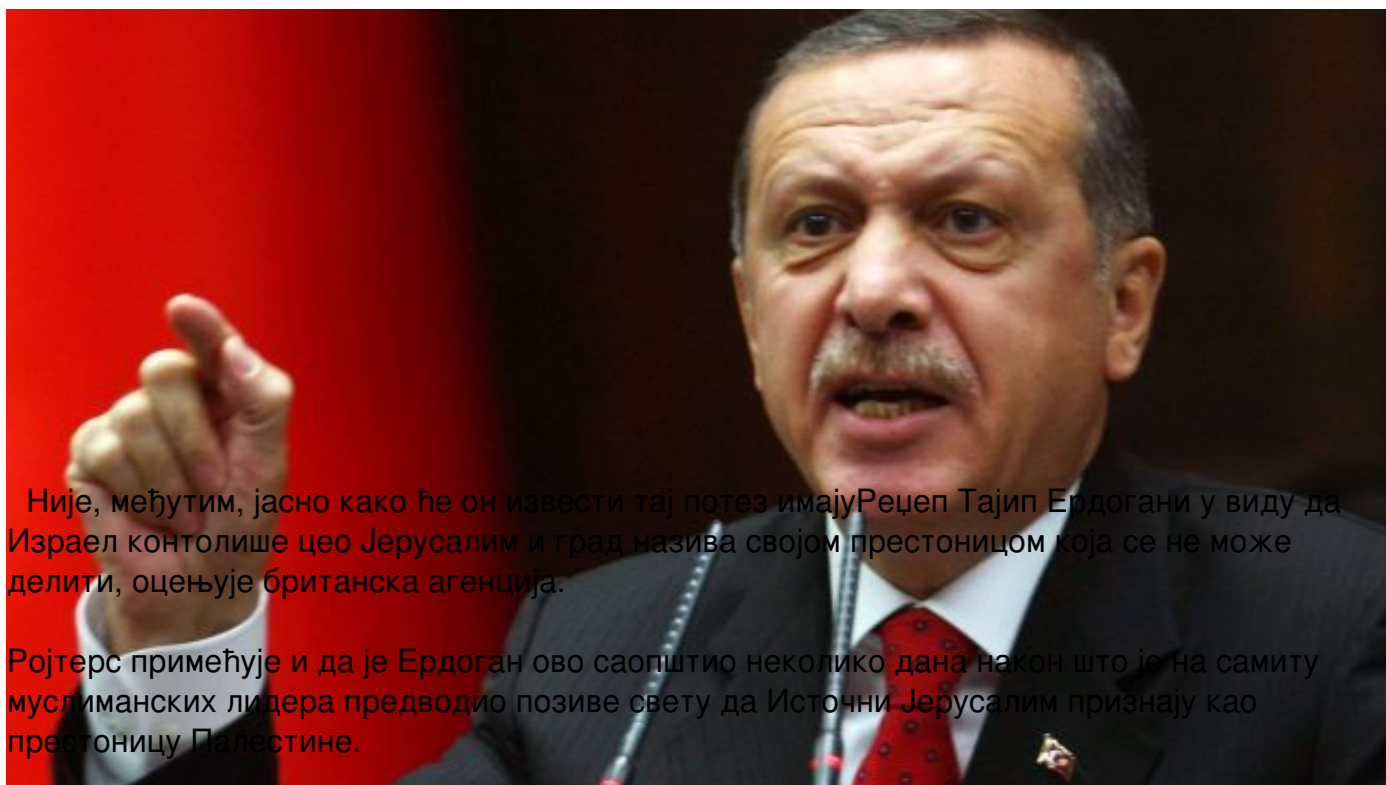 Није, међутим, јасно како ће он извести тај потез имајуРеџеп Тајип Ердогани у виду да
Израел контолише цео Јерусалим и град назива својом престоницом која се не може
делити, оцењује британска агенција.
Ројтерс примећује и да је Ердоган ово саопштио неколико дана након што је на самиту
муслиманских лидера предводио позиве свету да Источни Јерусалим признају као
престоницу Палестине.